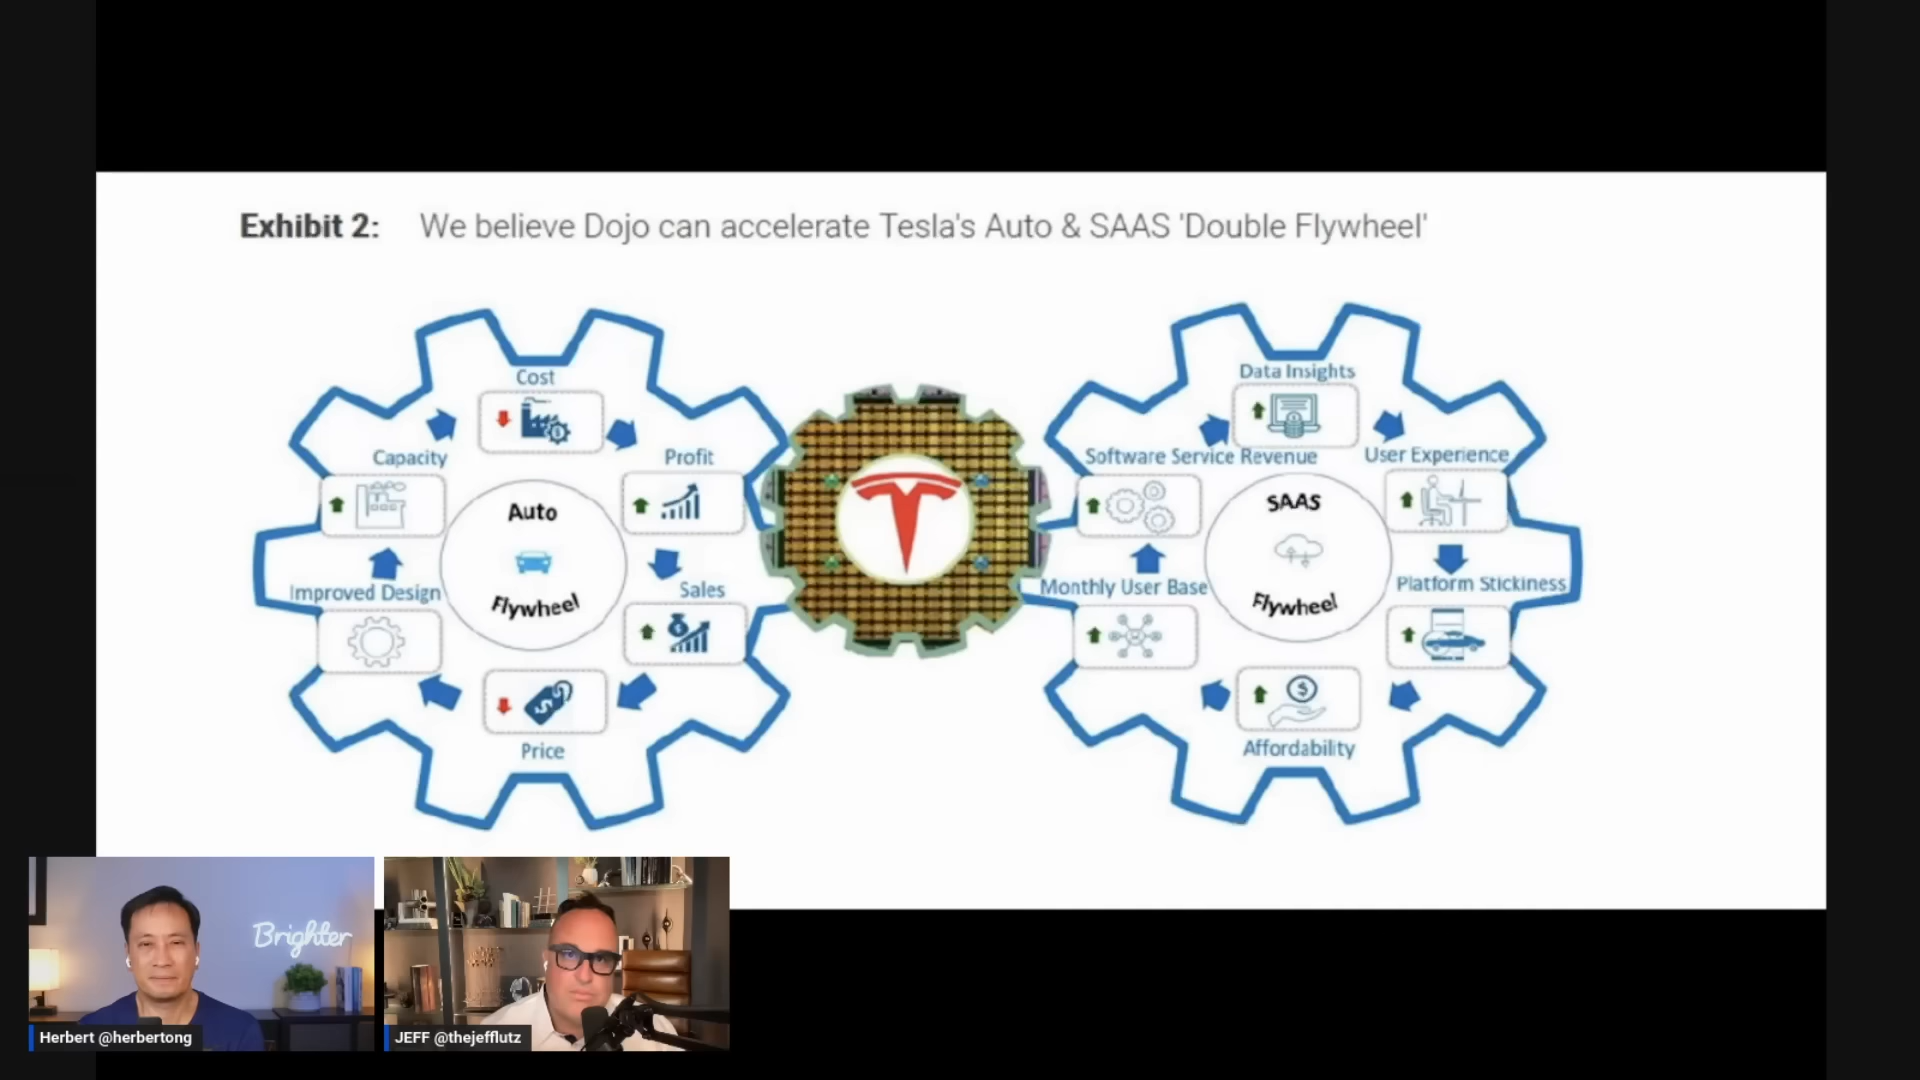 Exhibit 2: We believe Dojo can accelerate Tesla's Auto & SAAS 'Double Flywheel'
Cost
Capacity
Profit
Auto
Flywheel
Improved Design
Sales
Price
Data Insights
Software Service Revenue
User Experience
SAAS
Flywheel
Monthly User Base
Platform Stickiness
Affordability
Brighter
Herbert @herbertong
JEFF @thejefflutz